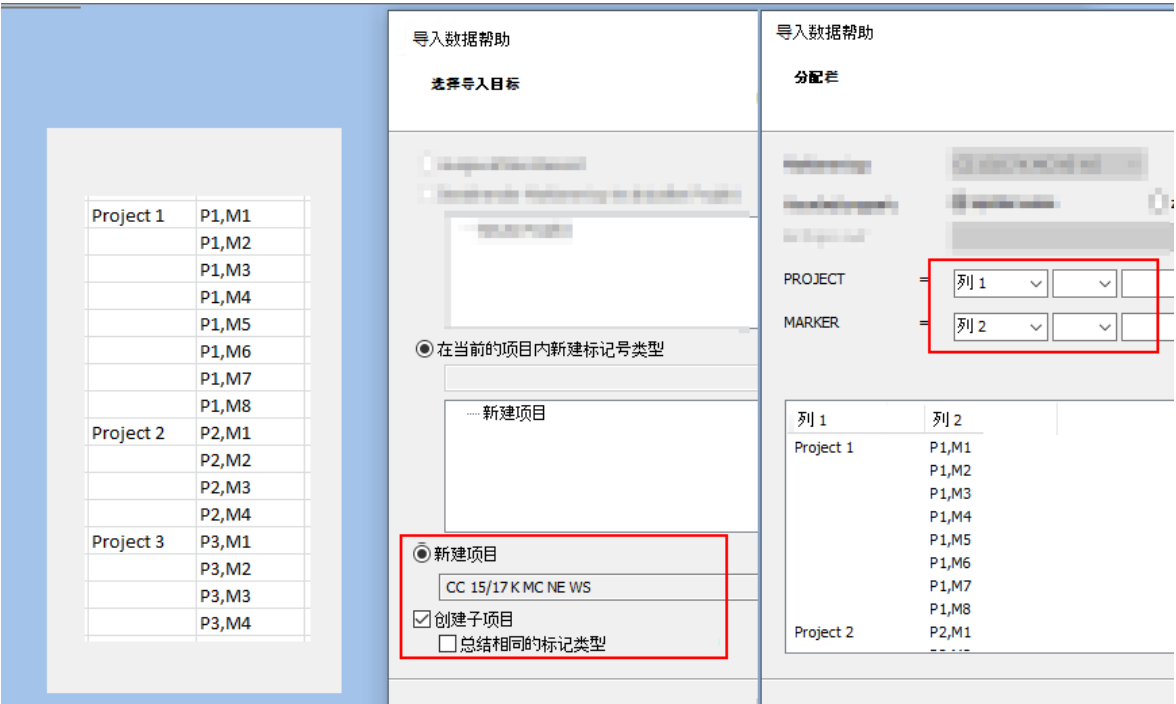 Project 1 P1,M1
P1,M2
P1,M3
P1,M4
P1,M5
P1,M6
P1,M7
P1,M8
Project 2 P2,M1
P2,M2
P2,M3
P2,M4
Project 3 P3,M1
P3,M2
P3,M3
P3,M4
导入数据帮助
选择导入目标
在当前的项目内新建标记号类型
新建项目
新建项目
CC 15/17 K MC NE WS
创建子项目
总结相同的标记类型
导入数据帮助
分配栏
PROJECT = 列 1
MARKER = 列 2
列 1 列 2
Project 1 P1,M1
P1,M2
P1,M3
P1,M4
P1,M5
P1,M6
P1,M7
P1,M8
Project 2 P2,M1